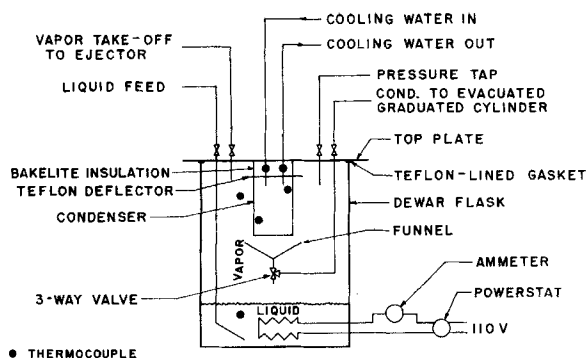 COOLING WATER IN
VAPOR TAKE-OFF
TO EJECTOR
COOLING WATER OUT
LIQUID FEED
PRESSURE TAP
COND. TO EVACUATED
GRADUATED CYLINDER
TOP PLATE
BAKELITE INSULATION
TEFLON DEFLECTOR
TEFLON-LINED GASKET
CONDENSER
DEWAR FLASK
FUNNEL
VAPOR
AMMETER
3-WAY VALVE
POWERSTAT
LIQUID
110 V
● THERMOCOUPLE